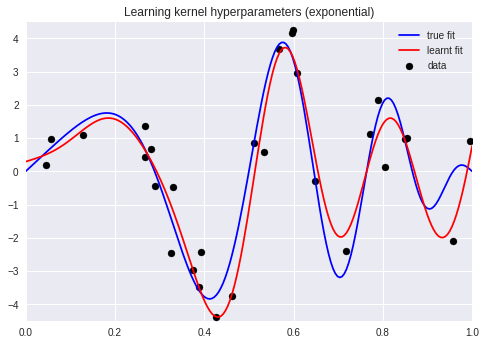 Learning kernel hyperparameters (exponential)
true fit
learnt fit
data
4
3
2
1
0
−1
−2
−3
−4
0.0 0.2 0.4 0.6 0.8 1.0